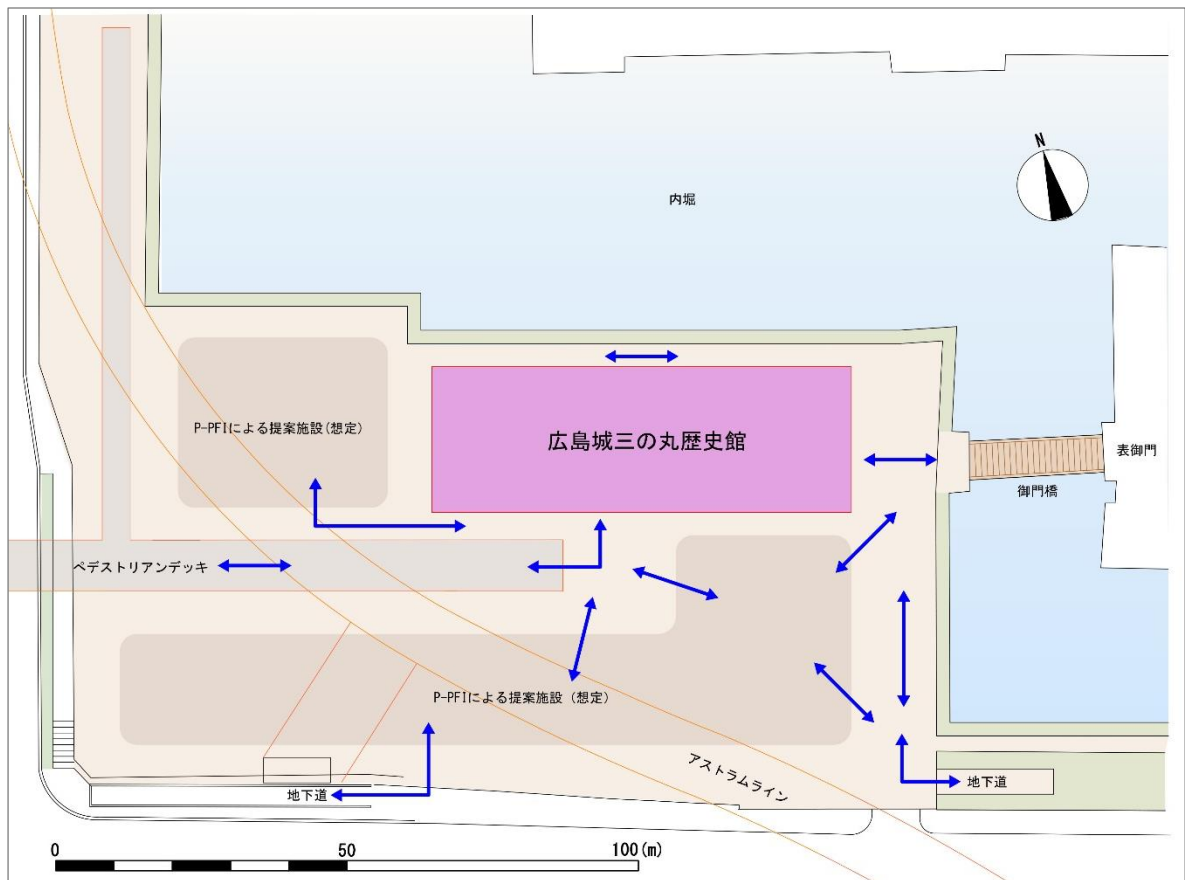 N
内堀
P-PFIによる提案施設(想定)
広島城三の丸歴史館
表御門
御門橋
ペデストリアンデッキ
P-PFIによる提案施設（想定）
アストラムライン
地下道
地下道
0 50 100(m)